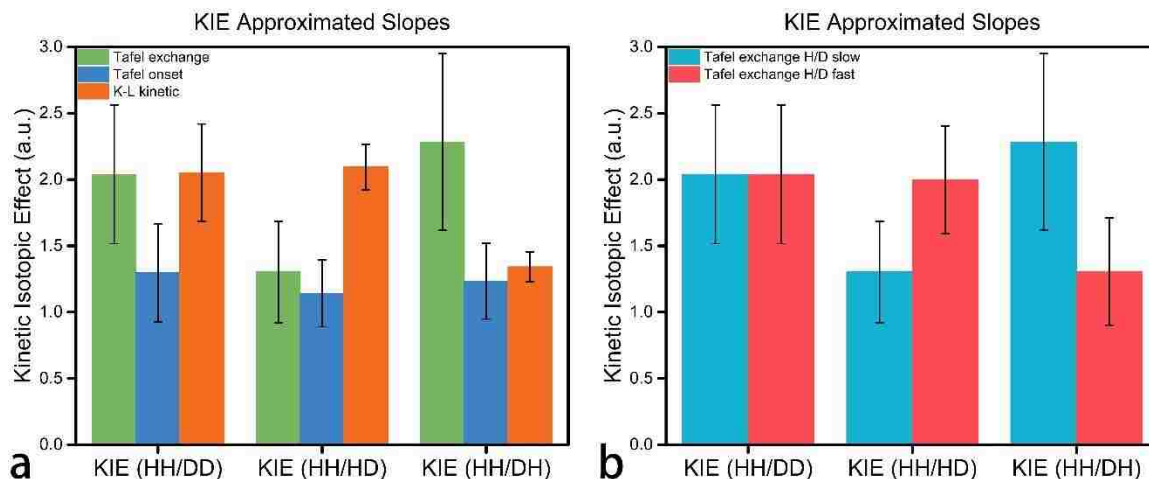 KIE Approximated Slopes
Kinetic Isotopic Effect (a.u.)
3.0
2.5
2.0
1.5
1.0
0.5
0.0
Tafel exchange
Tafel onset
K-L kinetic
KIE (HH/DD)
KIE (HH/HD)
KIE (HH/DH)
a
KIE Approximated Slopes
Kinetic Isotopic Effect (a.u.)
3.0
2.5
2.0
1.5
1.0
0.5
0.0
Tafel exchange H/D slow
Tafel exchange H/D fast
KIE (HH/DD)
KIE (HH/HD)
KIE (HH/DH)
b